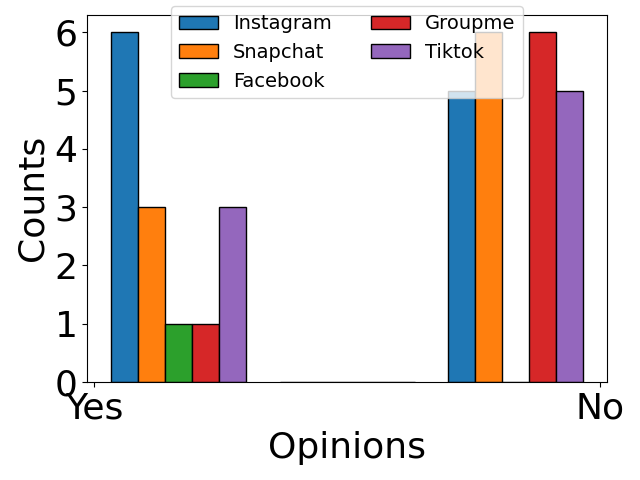 Instagram
Snapchat
Facebook
Groupme
Tiktok
Counts
6
5
4
3
2
1
0
Yes
No
Opinions